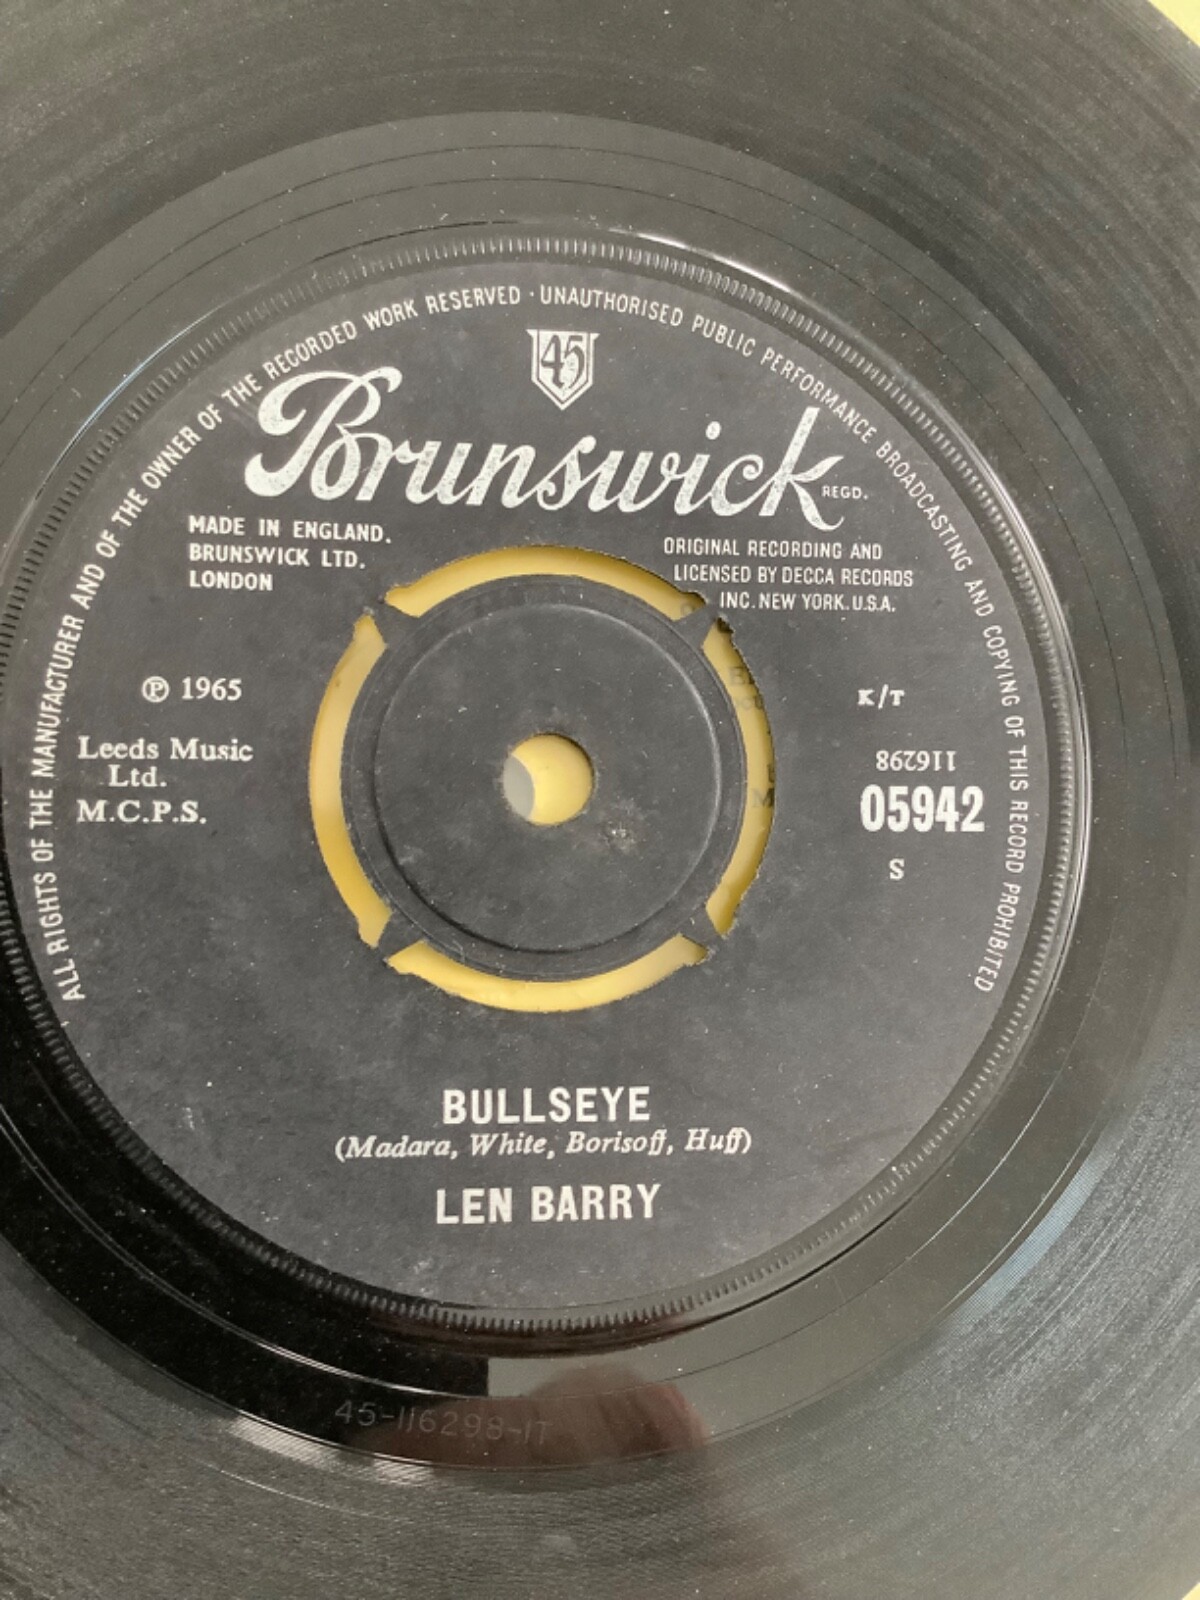 ALL RIGHTS OF THE MANUFACTURER AND OF THE OWNER OF THE RECORDED WORK RESERVED · UNAUTHORISED PUBLIC PERFORMANCE BROADCASTING AND COPYING OF THIS RECORD PROHIBITED
45
Brunswick
REGD.
MADE IN ENGLAND.
BRUNSWICK LTD.
LONDON
ORIGINAL RECORDING AND
LICENSED BY DECCA RECORDS
INC. NEW YORK. U.S.A.
℗ 1965
K/T
Leeds Music
Ltd.
M.C.P.S.
116298
05942
S
BULLSEYE
(Madara, White, Borisoff, Huff)
LEN BARRY
45-116298-1T